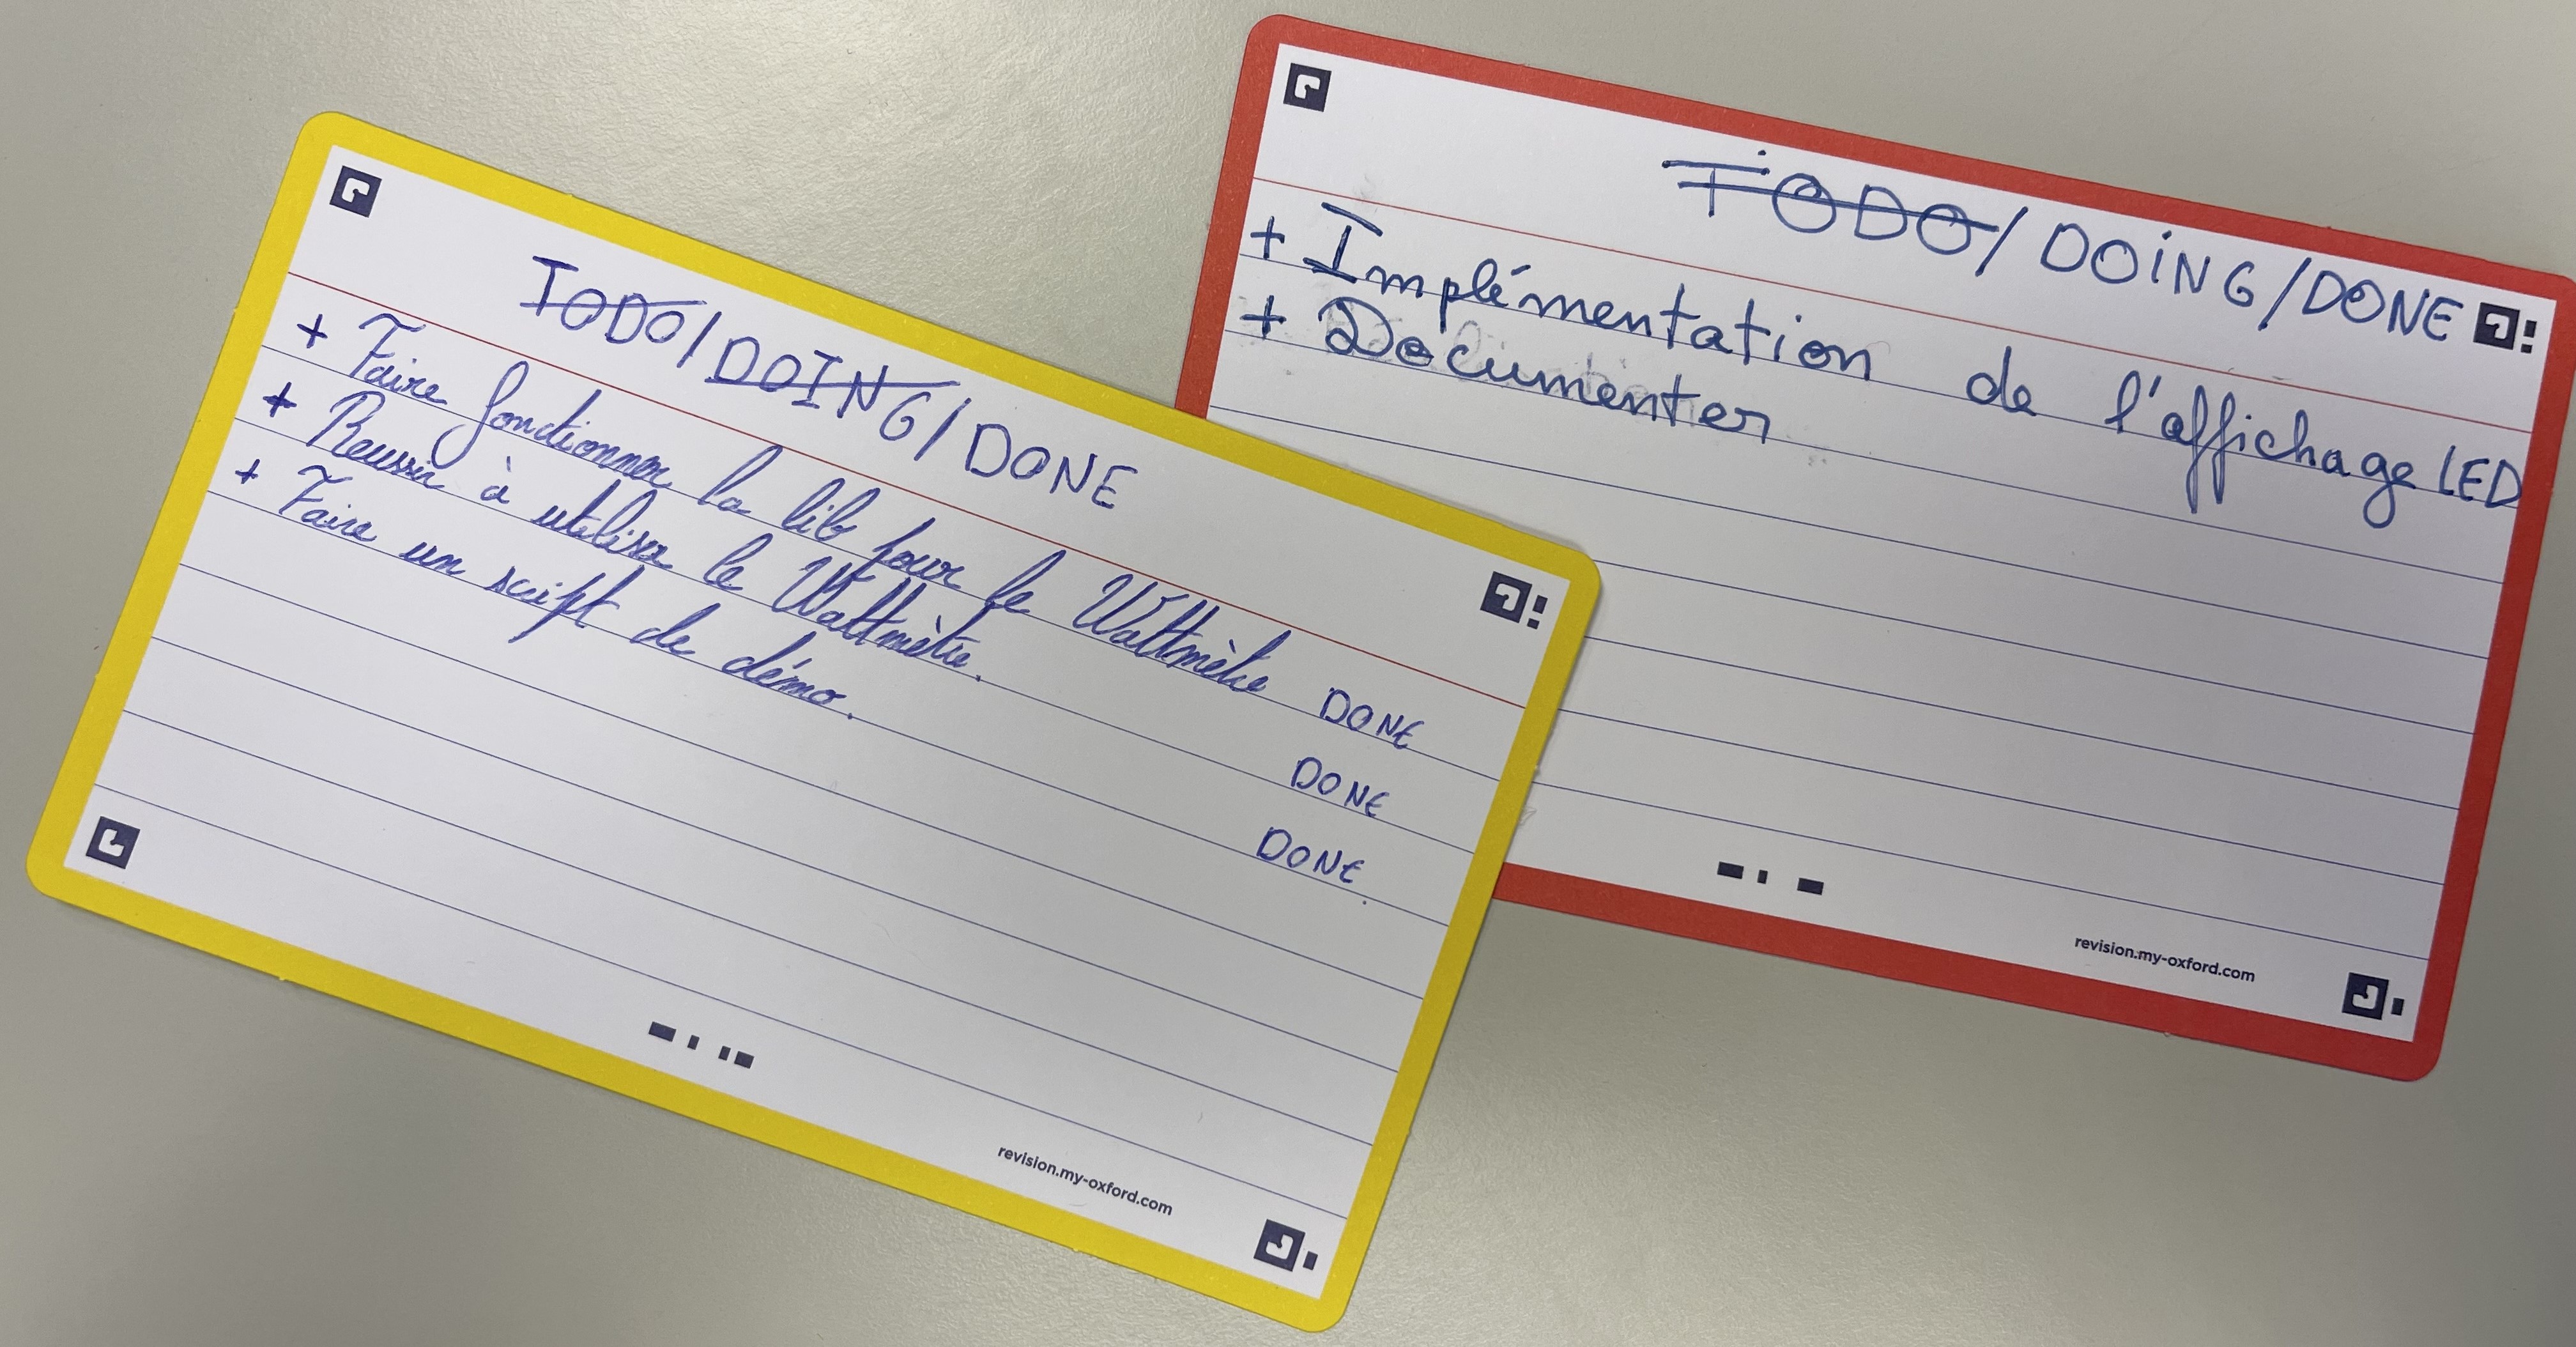 TODO/DOING/DONE
+ Faire fonctionner la lib pour le Wattmètre DONE
+ Reussir à utiliser le Wattmètre. DONE
+ Faire un script de démo. DONE
revision.my-oxford.com
TODO/DOING/DONE
+ Implémentation de l'affichage LED
+ Documenter
revision.my-oxford.com